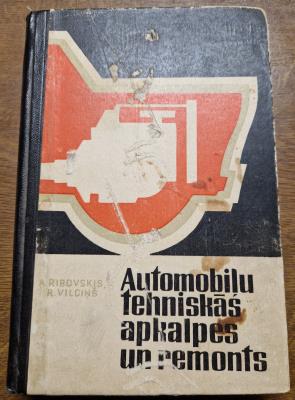 A. RIBOVSKIS,
R. VILCIŅŠ
Automobiļu
tehniskās
apkalpes
un remonts